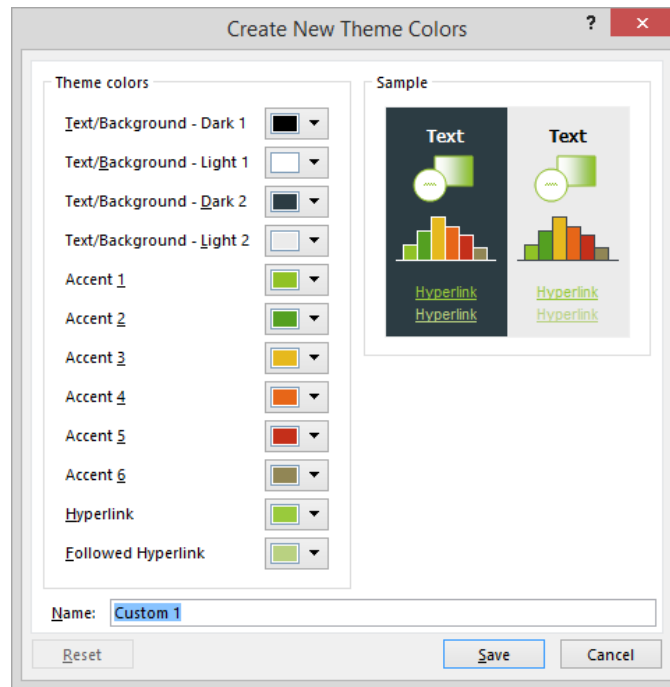 Create New Theme Colors
?
Theme colors
Text/Background - Dark 1
Text/Background - Light 1
Text/Background - Dark 2
Text/Background - Light 2
Accent 1
Accent 2
Accent 3
Accent 4
Accent 5
Accent 6
Hyperlink
Followed Hyperlink
Sample
Text Text
Hyperlink Hyperlink
Hyperlink Hyperlink
Name: Custom 1
Reset Save Cancel